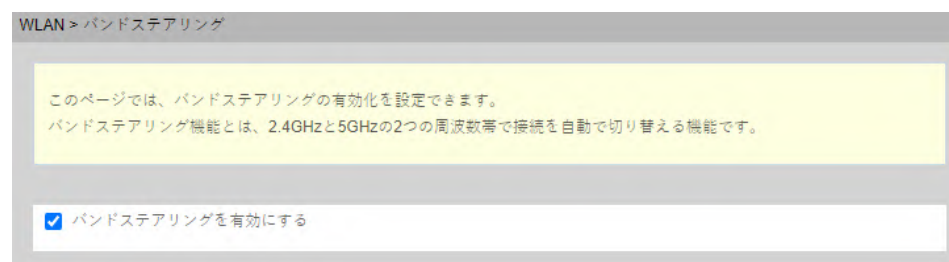 WLAN > バンドステアリング
このページでは、バンドステアリングの有効化を設定できます。
バンドステアリング機能とは、2.4GHzと5GHzの2つの周波数帯で接続を自動で切り替える機能です。
バンドステアリングを有効にする